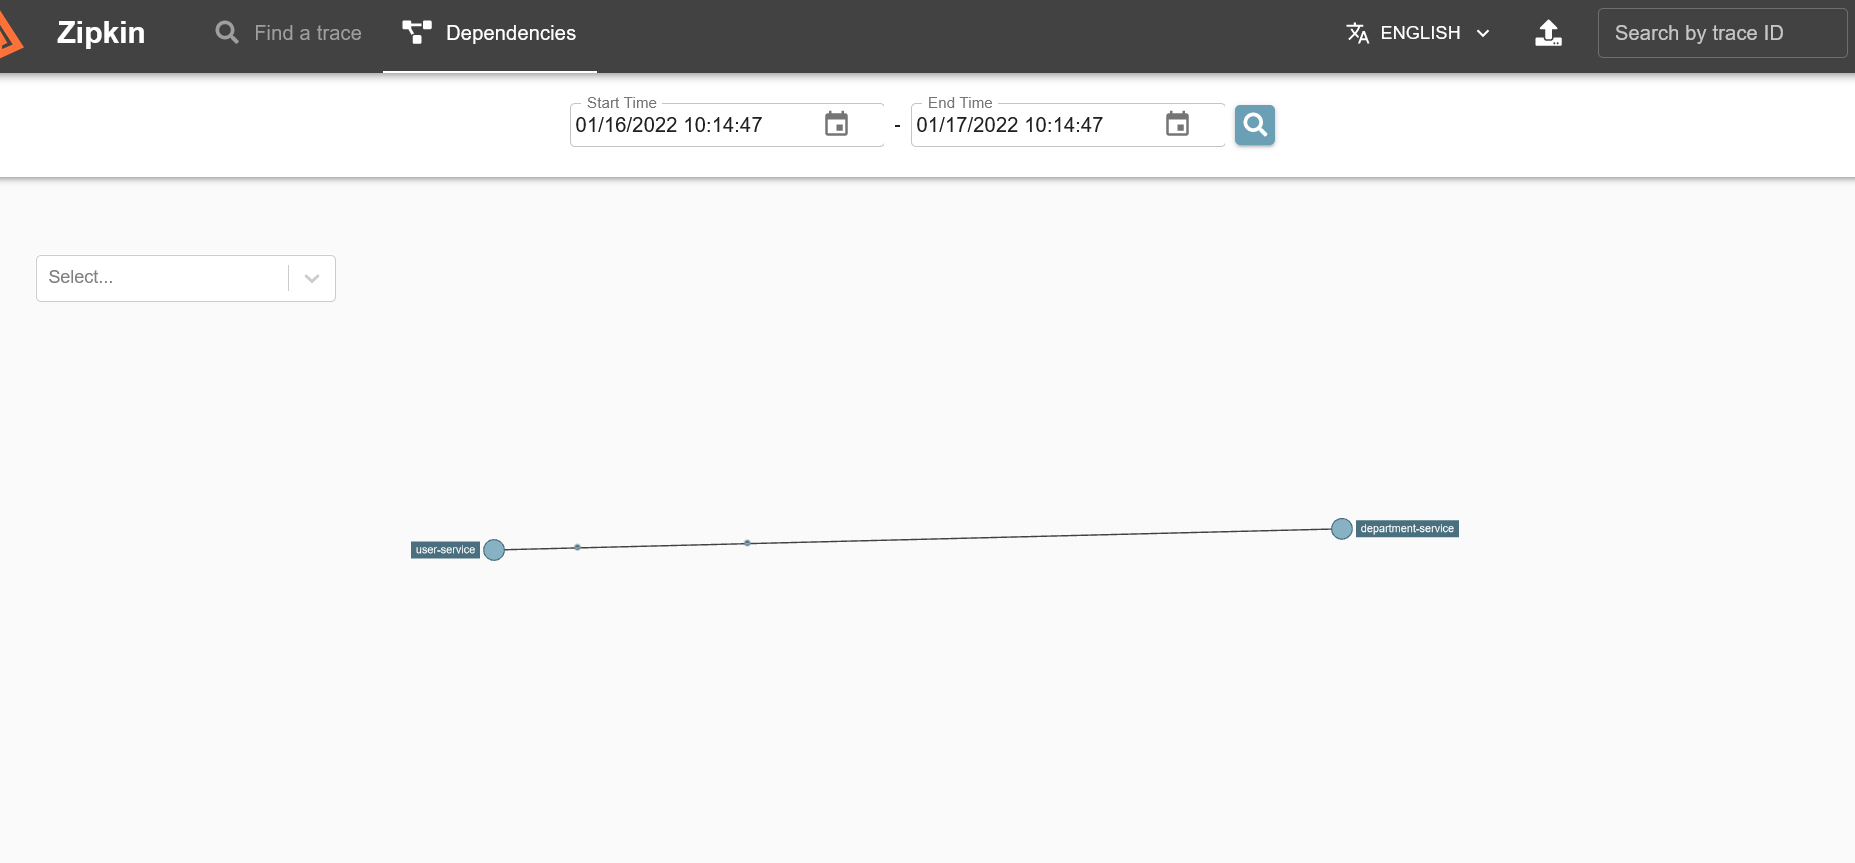 Zipkin
Find a trace
Dependencies
ENGLISH
Search by trace ID
Start Time
01/16/2022 10:14:47
-
End Time
01/17/2022 10:14:47
Select...
user-service
department-service